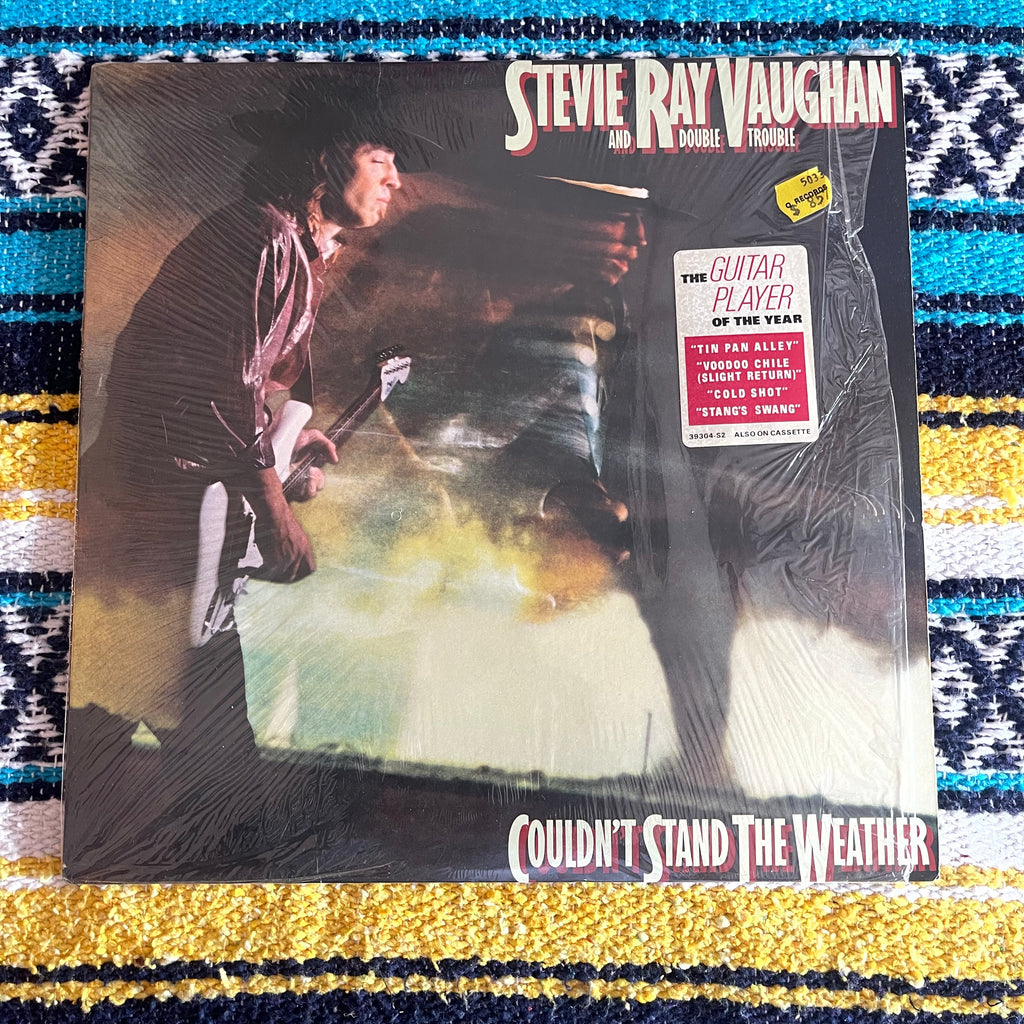 STEVIE RAY VAUGHAN
AND DOUBLE TROUBLE
5033
Q RECORDS
THE GUITAR
PLAYER
OF THE YEAR
"TIN PAN ALLEY"
"VOODOO CHILE
(SLIGHT RETURN)"
"COLD SHOT"
"STANG'S SWANG"
39304-S2 ALSO ON CASSETTE
COULDN'T STAND THE WEATHER